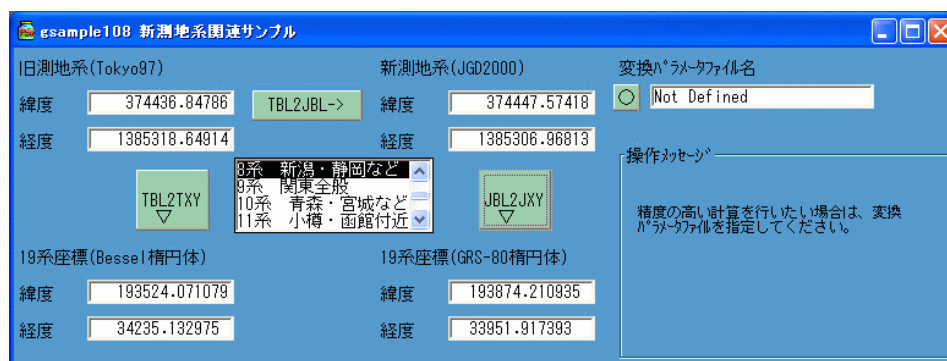 gsample108 新測地系関連サンプル
旧測地系(Tokyo97)
新測地系(JGD2000)
変換ﾊﾟﾗﾒｰﾀﾌｧｲﾙ名
緯度 374436.84786 TBL2JBL-> 緯度 374447.57418 ○ Not Defined
経度 1385318.64914 経度 1385306.96813
操作ﾒｯｾｰｼﾞ
8系 新潟・静岡など
9系 関東全般
10系 青森・宮城など
11系 小樽・函館付近
TBL2TXY
▽
JBL2JXY
▽
精度の高い計算を行いたい場合は、変換
ﾊﾟﾗﾒｰﾀﾌｧｲﾙを指定してください。
19系座標(Bessel楕円体)
19系座標(GRS-80楕円体)
緯度 193524.071079 緯度 193874.210935
経度 34235.132975 経度 33951.917393